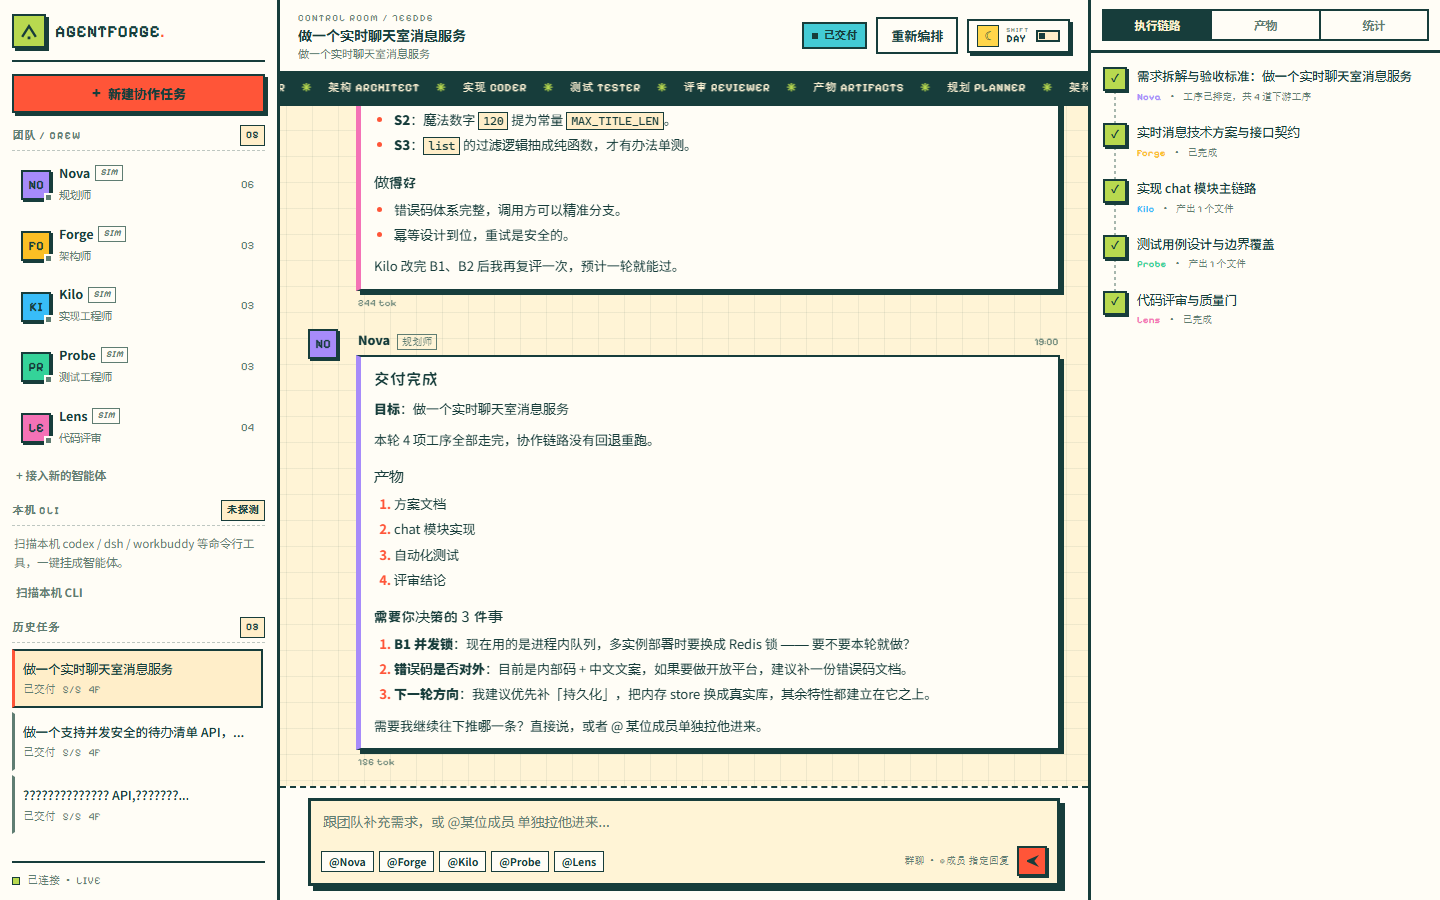 AGENTFORGE.
+ 新建协作任务
团队 / CREW
05
NO
Nova
SIM
规划师
06
FO
Forge
SIM
架构师
03
KI
Kilo
SIM
实现工程师
03
PR
Probe
SIM
测试工程师
03
LE
Lens
SIM
代码评审
04
+ 接入新的智能体
本机 CLI
未探测
扫描本机 codex / dsh / workbuddy 等命令行工
具，一键挂成智能体。
扫描本机 CLI
历史任务
03
做一个实时聊天室消息服务
已交付 5/5 4F
做一个支持并发安全的待办清单 API，...
已交付 5/5 4F
?????????????? API,???????...
已交付 5/5 4F
已连接 · LIVE
CONTROL ROOM / 7E6DD6
做一个实时聊天室消息服务
做一个实时聊天室消息服务
已交付
重新编排
SHIFT
DAY
R ✷ 架构 ARCHITECT ✷ 实现 CODER ✷ 测试 TESTER ✷ 评审 REVIEWER ✷ 产物 ARTIFACTS ✷ 规划 PLANNER ✷ 架构
S2：魔法数字 120 提为常量 MAX_TITLE_LEN。
S3：list 的过滤逻辑抽成纯函数，才有办法单测。
做得好
错误码体系完整，调用方可以精准分支。
幂等设计到位，重试是安全的。
Kilo 改完 B1、B2 后我再复评一次，预计一轮就能过。
244 tok
NO
Nova
规划师
19:00
交付完成
目标：做一个实时聊天室消息服务
本轮 4 项工序全部走完，协作链路没有回退重跑。
产物
1. 方案文档
2. chat 模块实现
3. 自动化测试
4. 评审结论
需要你决策的 3 件事
1. B1 并发锁：现在用的是进程内队列，多实例部署时要换成 Redis 锁 —— 要不要本轮就做？
2. 错误码是否对外：目前是内部码 + 中文文案，如果要做开放平台，建议补一份错误码文档。
3. 下一轮方向：我建议优先补「持久化」，把内存 store 换成真实库，其余特性都建立在它之上。
需要我继续往下推哪一条？直接说，或者 @ 某位成员单独拉他进来。
186 tok
跟团队补充需求，或 @某位成员 单独拉他进来...
@Nova
@Forge
@Kilo
@Probe
@Lens
群聊 · @成员 指定回复
执行链路
产物
统计
需求拆解与验收标准：做一个实时聊天室消息服务
Nova · 工序已排定，共 4 道下游工序
实时消息技术方案与接口契约
Forge · 已完成
实现 chat 模块主链路
Kilo · 产出 1 个文件
测试用例设计与边界覆盖
Probe · 产出 1 个文件
代码评审与质量门
Lens · 已完成